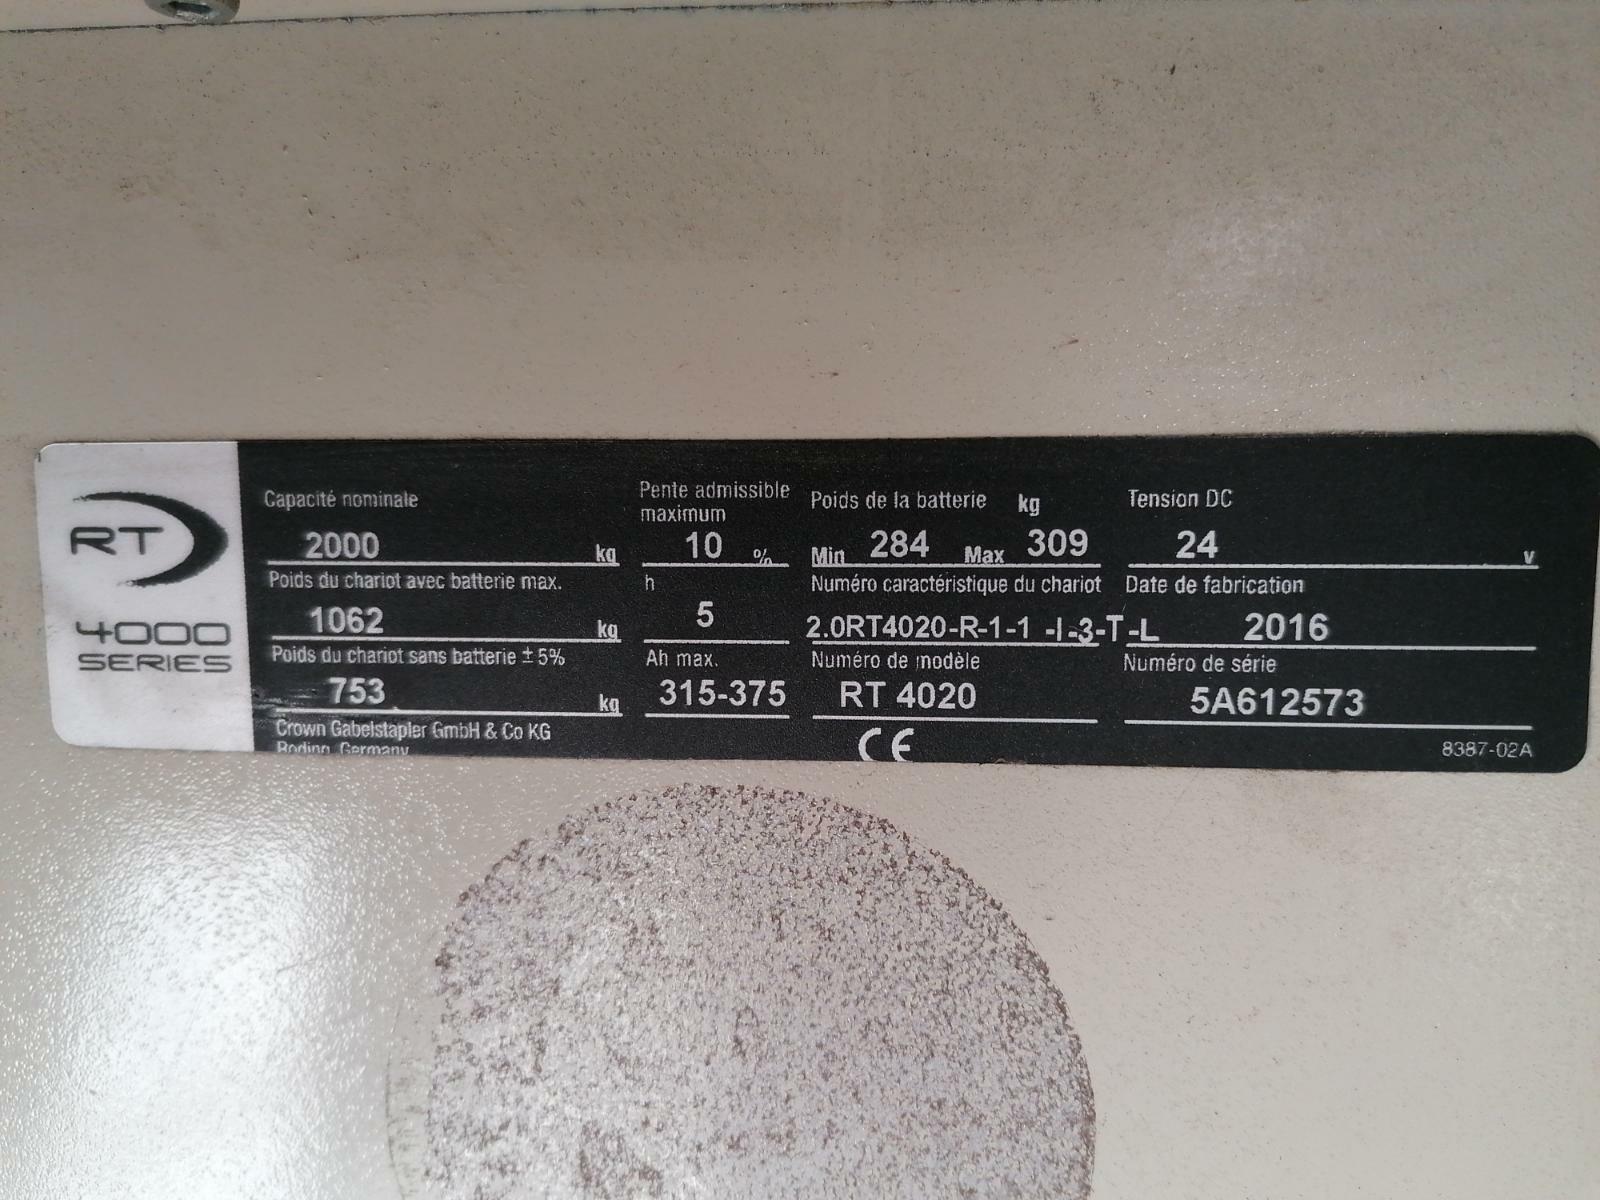 RT
4000
SERIES
Capacité nominale
2000 kg
Poids du chariot avec batterie max.
1062 kg
Poids du chariot sans batterie ± 5%
753 kg
Crown Gabelstapler GmbH & Co KG
Roding, Germany
Pente admissible
maximum
10 %
h
5
Ah max.
315-375
Poids de la batterie kg
Min 284 Max 309
Numéro caractéristique du chariot
2.0RT4020-R-1-1 -I-3-T-L
Numéro de modèle
RT 4020
CE
Tension DC
24 V
Date de fabrication
2016
Numéro de série
5A612573
8387-02A